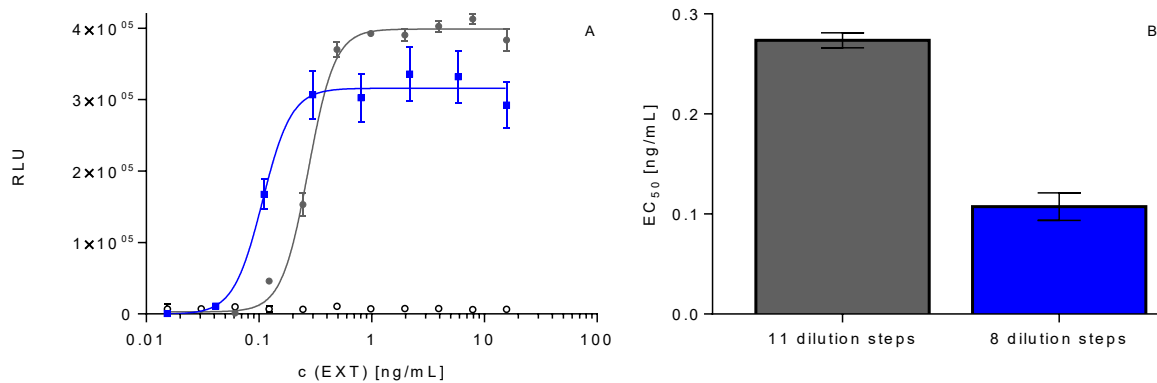 4×10⁰⁵
3×10⁰⁵
2×10⁰⁵
1×10⁰⁵
0
RLU
0.01 0.1 1 10 100
c (EXT) [ng/mL]
A
0.3
0.2
0.1
0.0
EC₅₀ [ng/mL]
11 dilution steps 8 dilution steps
B